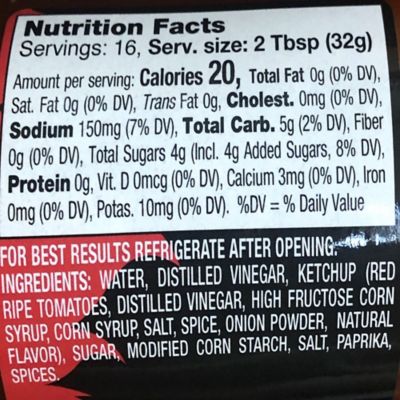 Nutrition Facts
Servings: 16, Serv. size: 2 Tbsp (32g)
Amount per serving: Calories 20, Total Fat 0g (0% DV),
Sat. Fat 0g (0% DV), Trans Fat 0g, Cholest. 0mg (0% DV),
Sodium 150mg (7% DV), Total Carb. 5g (2% DV), Fiber
0g (0% DV), Total Sugars 4g (Incl. 4g Added Sugars, 8% DV),
Protein 0g, Vit. D 0mcg (0% DV), Calcium 3mg (0% DV), Iron
0mg (0% DV), Potas. 10mg (0% DV). %DV = % Daily Value
FOR BEST RESULTS REFRIGERATE AFTER OPENING.
INGREDIENTS: WATER, DISTILLED VINEGAR, KETCHUP (RED
RIPE TOMATOES, DISTILLED VINEGAR, HIGH FRUCTOSE CORN
SYRUP, CORN SYRUP, SALT, SPICE, ONION POWDER, NATURAL
FLAVOR), SUGAR, MODIFIED CORN STARCH, SALT, PAPRIKA,
SPICES.